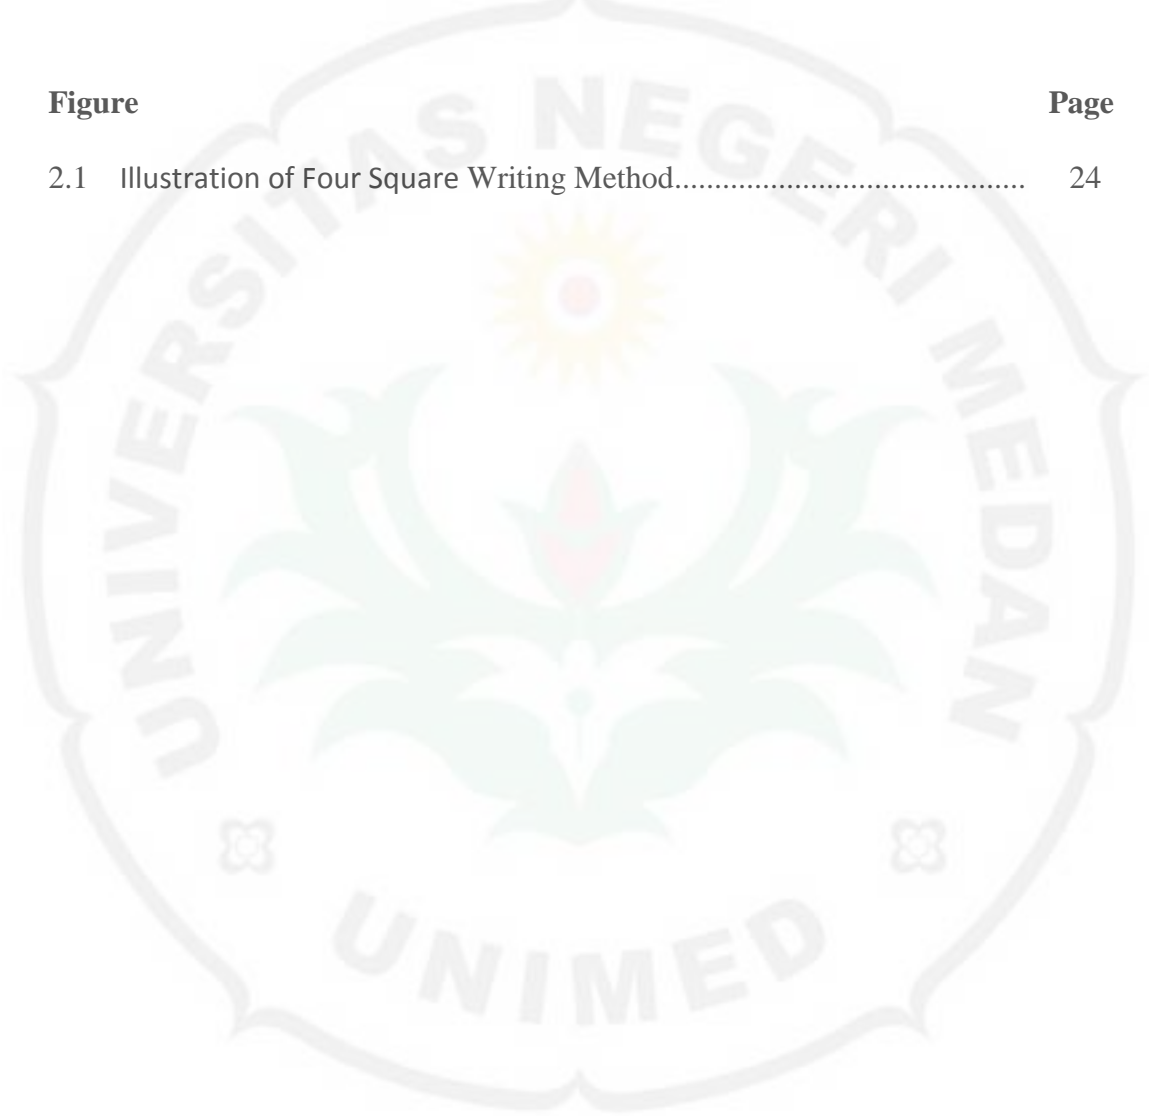 Figure Page
2.1 Illustration of Four Square Writing Method............................................ 24
UNIVERSITAS NEGERI MEDAN
UNIMED